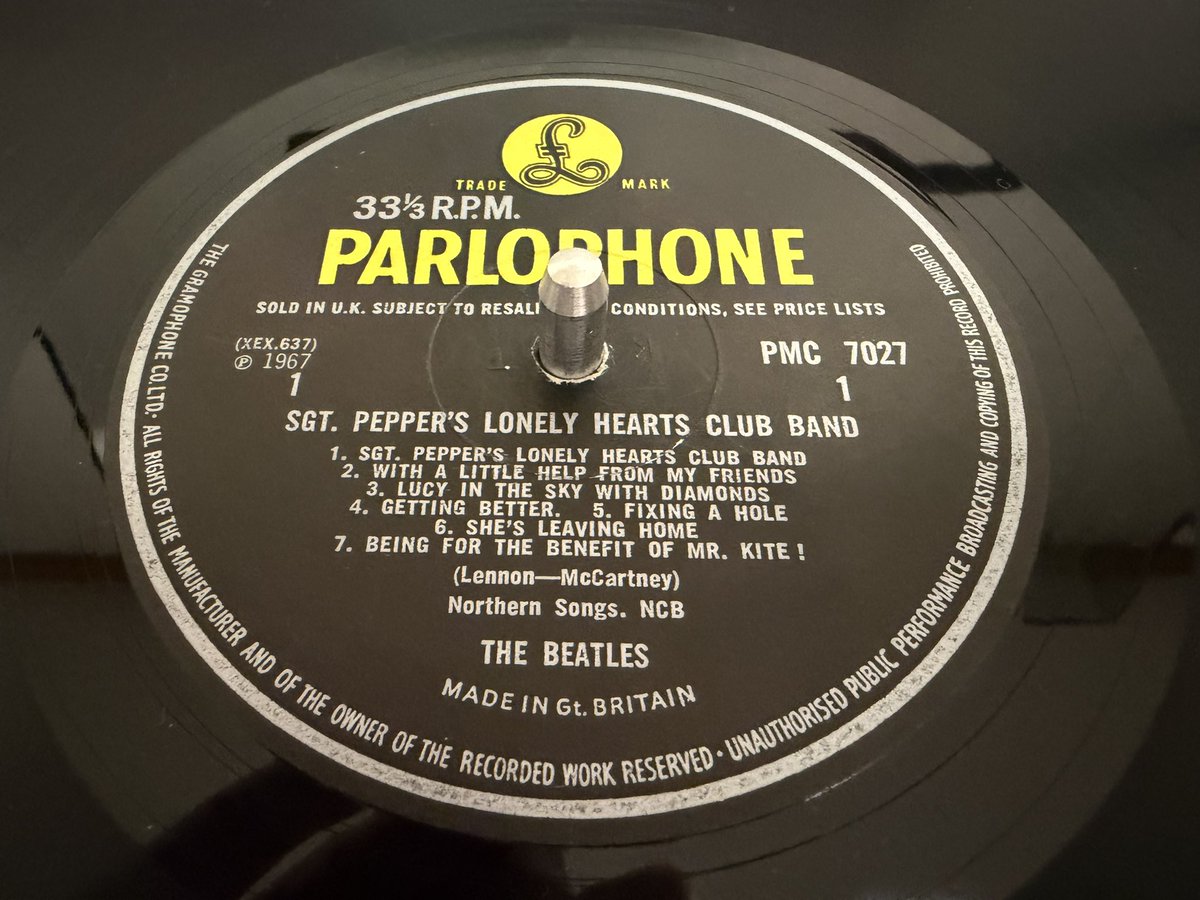 £
TRADE MARK
33⅓ R.P.M.
PARLOPHONE
SOLD IN U.K. SUBJECT TO RESAL CONDITIONS, SEE PRICE LISTS
(XEX.637)
℗ 1967
PMC 7027
1 1
SGT. PEPPER'S LONELY HEARTS CLUB BAND
1. SGT. PEPPER'S LONELY HEARTS CLUB BAND
2. WITH A LITTLE HELP FROM MY FRIENDS
3. LUCY IN THE SKY WITH DIAMONDS
4. GETTING BETTER. 5. FIXING A HOLE
6. SHE'S LEAVING HOME
7. BEING FOR THE BENEFIT OF MR. KITE!
(Lennon—McCartney)
Northern Songs. NCB
THE BEATLES
MADE IN Gt. BRITAIN
THE GRAMOPHONE CO. LTD· ALL RIGHTS OF THE MANUFACTURER AND OF THE OWNER OF THE RECORDED WORK RESERVED · UNAUTHORISED PUBLIC PERFORMANCE BROADCASTING AND COPYING OF THIS RECORD PROHIBITED